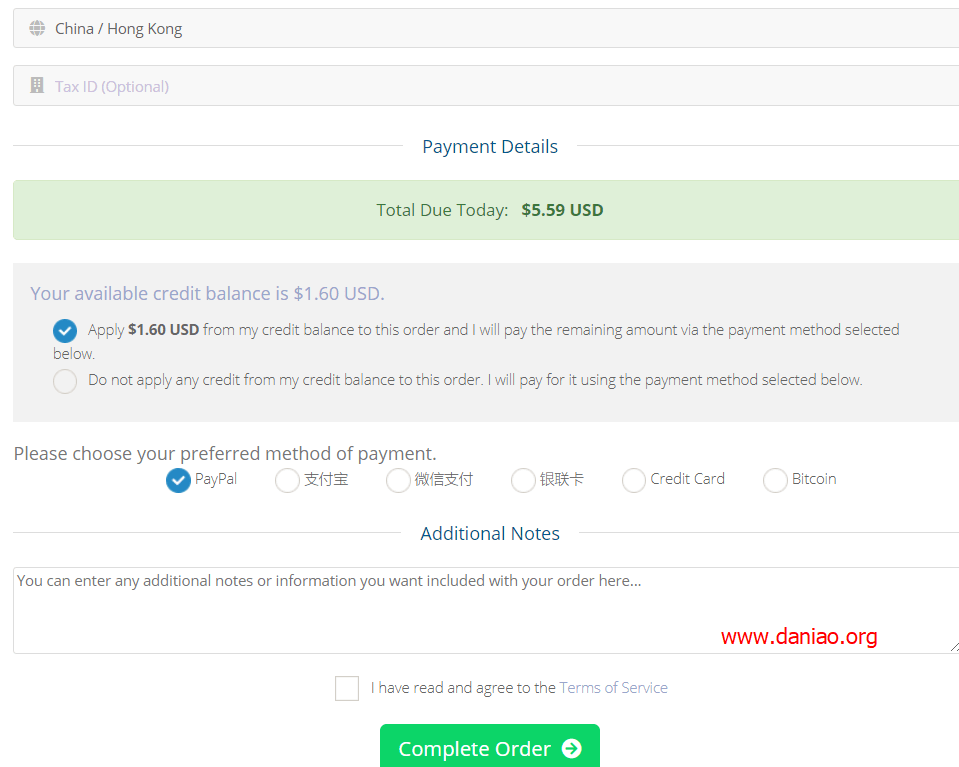 China / Hong Kong
Tax ID (Optional)
Payment Details
Total Due Today: $5.59 USD
Your available credit balance is $1.60 USD.
Apply $1.60 USD from my credit balance to this order and I will pay the remaining amount via the payment method selected
below.
Do not apply any credit from my credit balance to this order. I will pay for it using the payment method selected below.
Please choose your preferred method of payment.
PayPal 支付宝 微信支付 银联卡 Credit Card Bitcoin
Additional Notes
You can enter any additional notes or information you want included with your order here...
www.daniao.org
I have read and agree to the Terms of Service
Complete Order